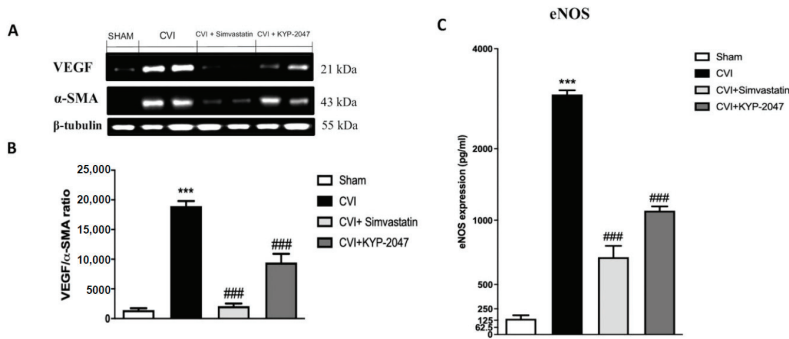 A
SHAM CVI CVI + Simvastatin CVI + KYP-2047
VEGF 21 kDa
α-SMA 43 kDa
β-tubulin 55 kDa
B
VEGF/α-SMA ratio
25,000
20,000
15,000
10,000
5000
0
***
###
###
Sham
CVI
CVI+ Simvastatin
CVI+KYP-2047
C
eNOS
eNOS expression (pg/ml)
4000
2000
1000
500
250
125
62.5
0
***
###
###
Sham
CVI
CVI+Simvastatin
CVI+KYP-2047